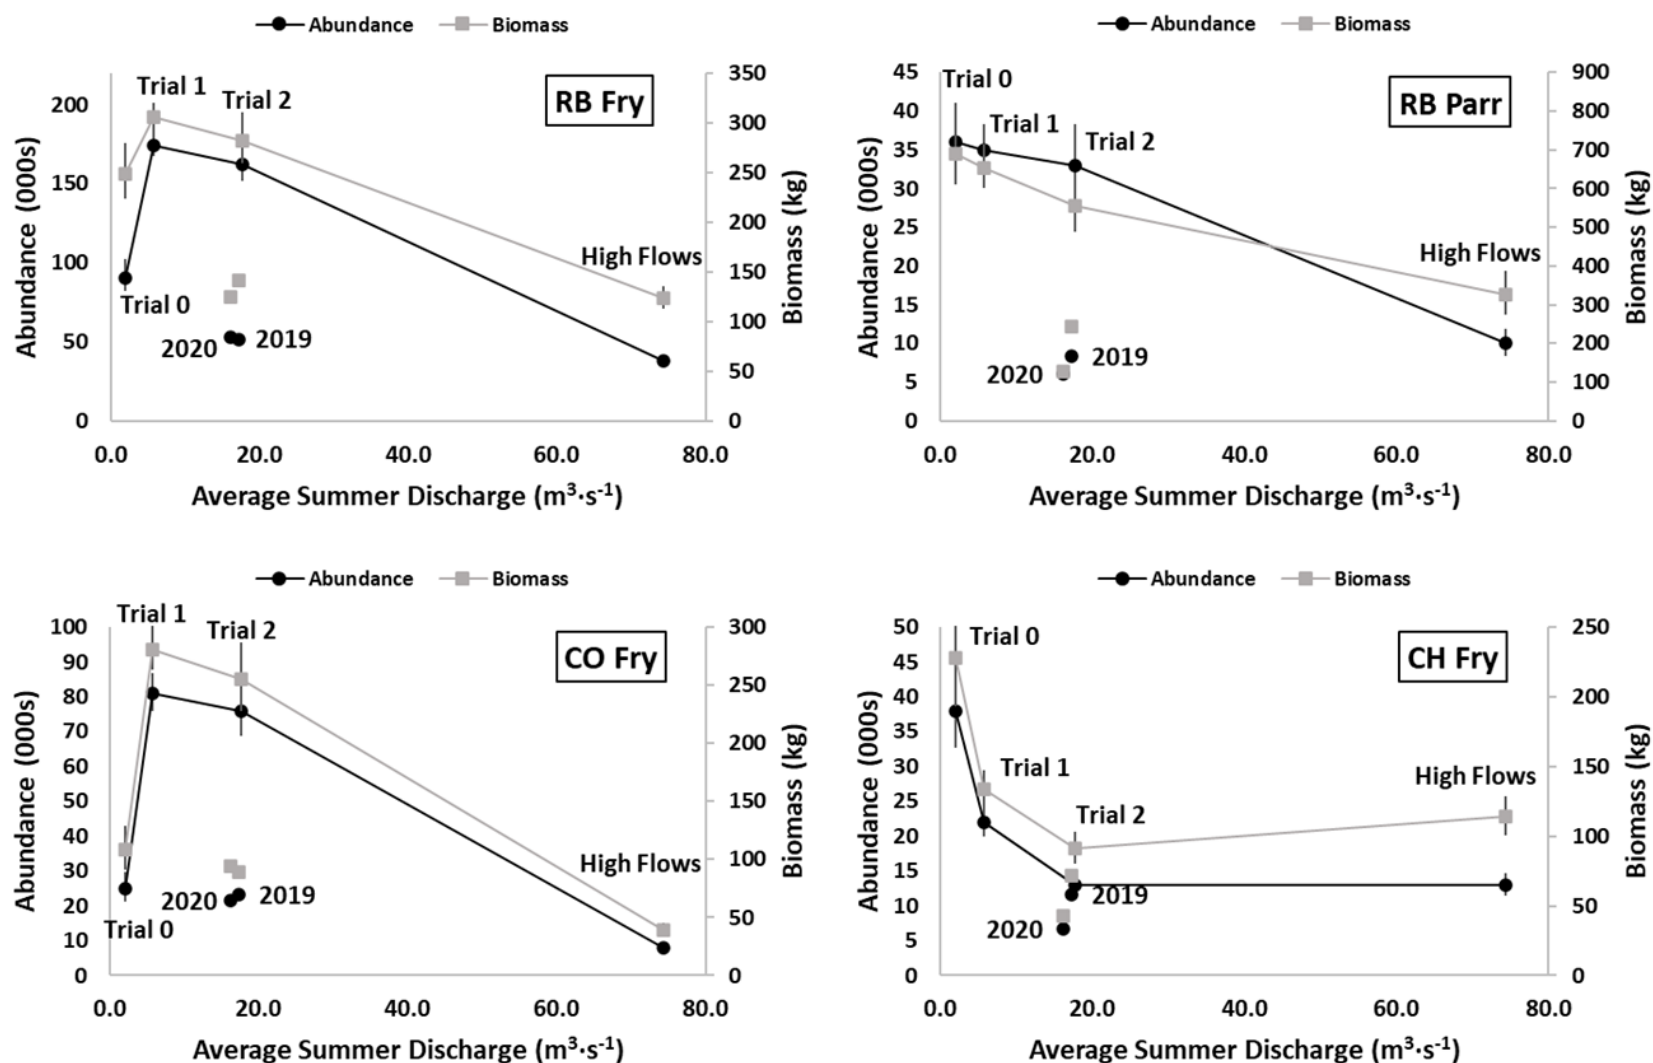 Abundance Biomass
RB Fry
Trial 1
Trial 2
High Flows
Trial 0
2020
2019
Abundance (000s)
200
150
100
50
0
Biomass (kg)
350
300
250
200
150
100
50
0
0.0 20.0 40.0 60.0 80.0
Average Summer Discharge (m³·s⁻¹)
Abundance Biomass
RB Parr
Trial 0
Trial 1
Trial 2
High Flows
2019
2020
Abundance (000s)
45
40
35
30
25
20
15
10
5
0
Biomass (kg)
900
800
700
600
500
400
300
200
100
0
0.0 20.0 40.0 60.0 80.0
Average Summer Discharge (m³·s⁻¹)
Abundance Biomass
CO Fry
Trial 1
Trial 2
High Flows
2020
2019
Trial 0
Abundance (000s)
100
90
80
70
60
50
40
30
20
10
0
Biomass (kg)
300
250
200
150
100
50
0
0.0 20.0 40.0 60.0 80.0
Average Summer Discharge (m³·s⁻¹)
Abundance Biomass
CH Fry
Trial 0
Trial 1
High Flows
Trial 2
2019
2020
Abundance (000s)
50
45
40
35
30
25
20
15
10
5
0
Biomass (kg)
250
200
150
100
50
0
0.0 20.0 40.0 60.0 80.0
Average Summer Discharge (m³·s⁻¹)